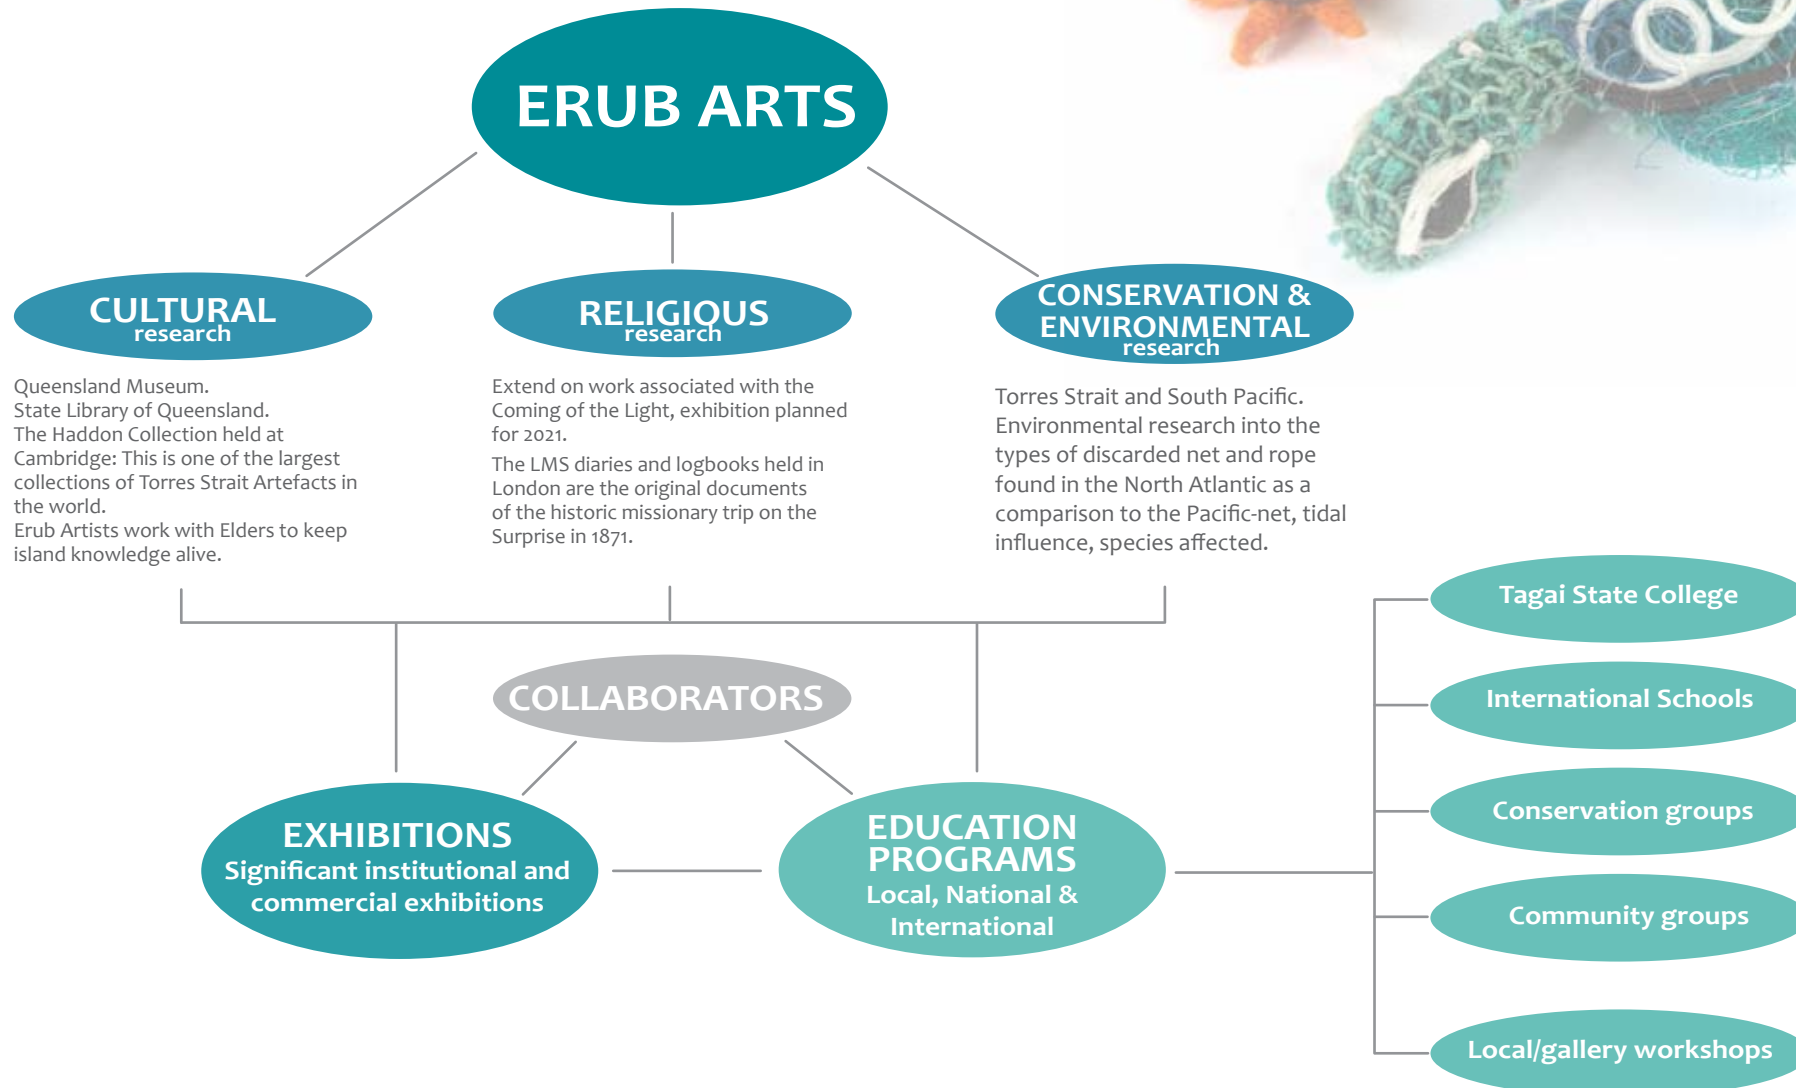 ERUB ARTS
CULTURAL
research
Queensland Museum.
State Library of Queensland.
The Haddon Collection held at
Cambridge: This is one of the largest
collections of Torres Strait Artefacts in
the world.
Erub Artists work with Elders to keep
island knowledge alive.
RELIGIOUS
research
Extend on work associated with the
Coming of the Light, exhibition planned
for 2021.
The LMS diaries and logbooks held in
London are the original documents
of the historic missionary trip on the
Surprise in 1871.
CONSERVATION &
ENVIRONMENTAL
research
Torres Strait and South Pacific.
Environmental research into the
types of discarded net and rope
found in the North Atlantic as a
comparison to the Pacific-net, tidal
influence, species affected.
COLLABORATORS
EXHIBITIONS
Significant institutional and
commercial exhibitions
EDUCATION
PROGRAMS
Local, National &
International
Tagai State College
International Schools
Conservation groups
Community groups
Local/gallery workshops